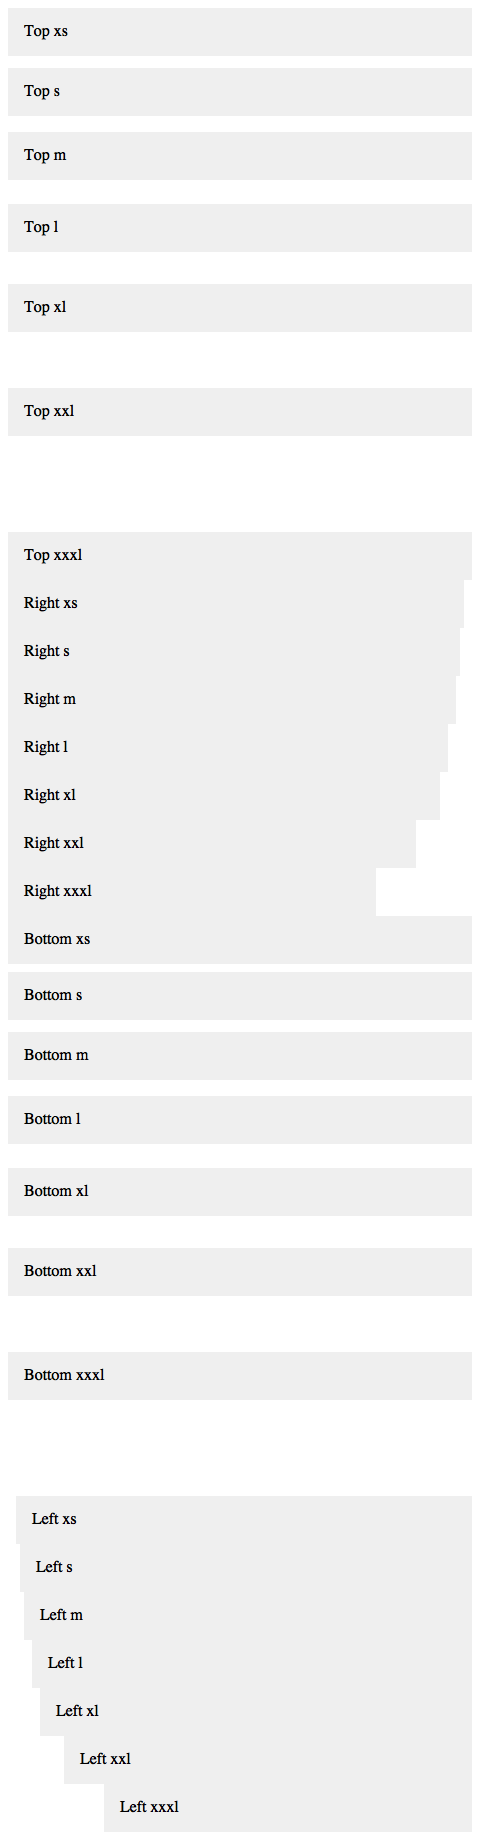 Top xs
Top s
Top m
Top l
Top xl
Top xxl
Top xxxl
Right xs
Right s
Right m
Right l
Right xl
Right xxl
Right xxxl
Bottom xs
Bottom s
Bottom m
Bottom l
Bottom xl
Bottom xxl
Bottom xxxl
Left xs
Left s
Left m
Left l
Left xl
Left xxl
Left xxxl